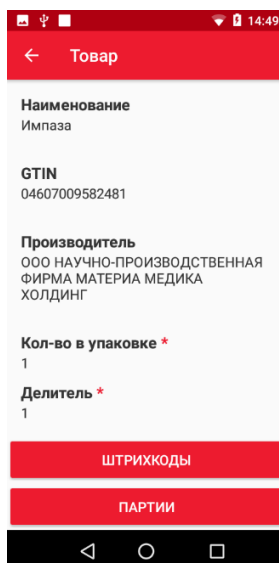 14:49
Товар
Наименование
Импаза
GTIN
04607009582481
Производитель
ООО НАУЧНО-ПРОИЗВОДСТВЕННАЯ
ФИРМА МАТЕРИА МЕДИКА
ХОЛДИНГ
Кол-во в упаковке *
1
Делитель *
1
ШТРИХКОДЫ
ПАРТИИ